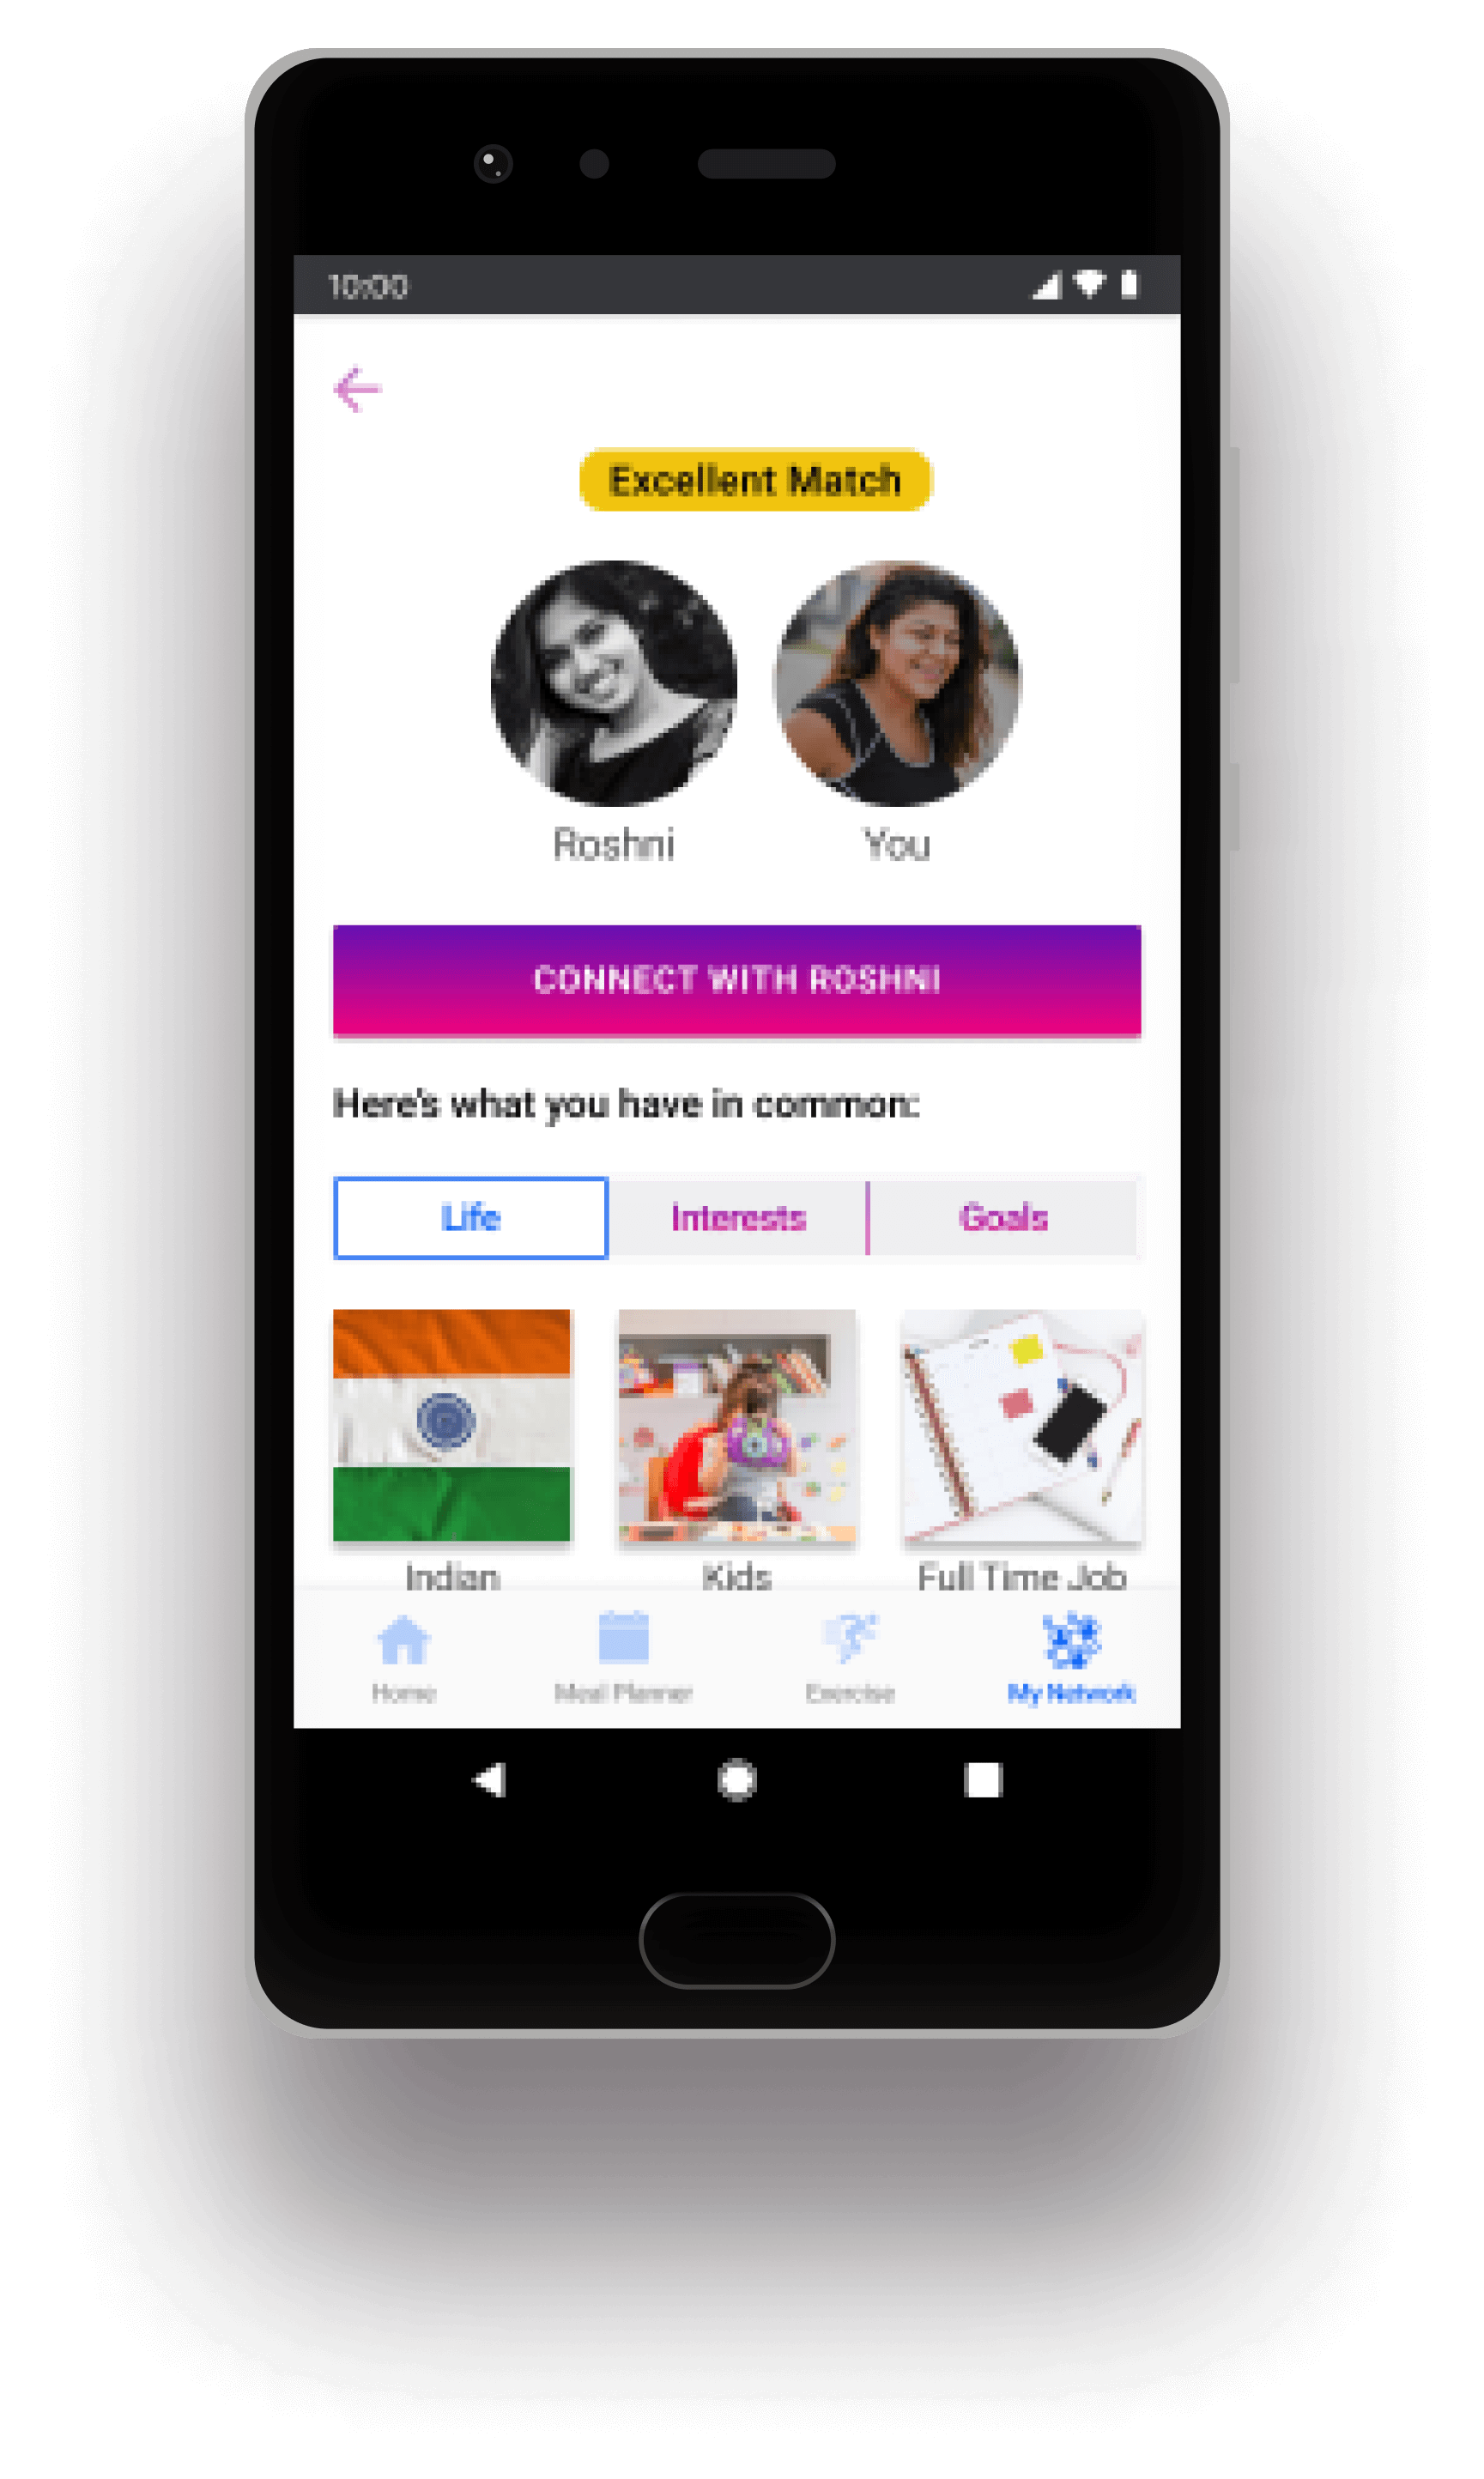 10:00
Excellent Match
Roshni You
CONNECT WITH ROSHNI
Here's what you have in common:
Life Interests Goals
Indian Kids Full Time Job
Home Meal Planner Exercise My Network